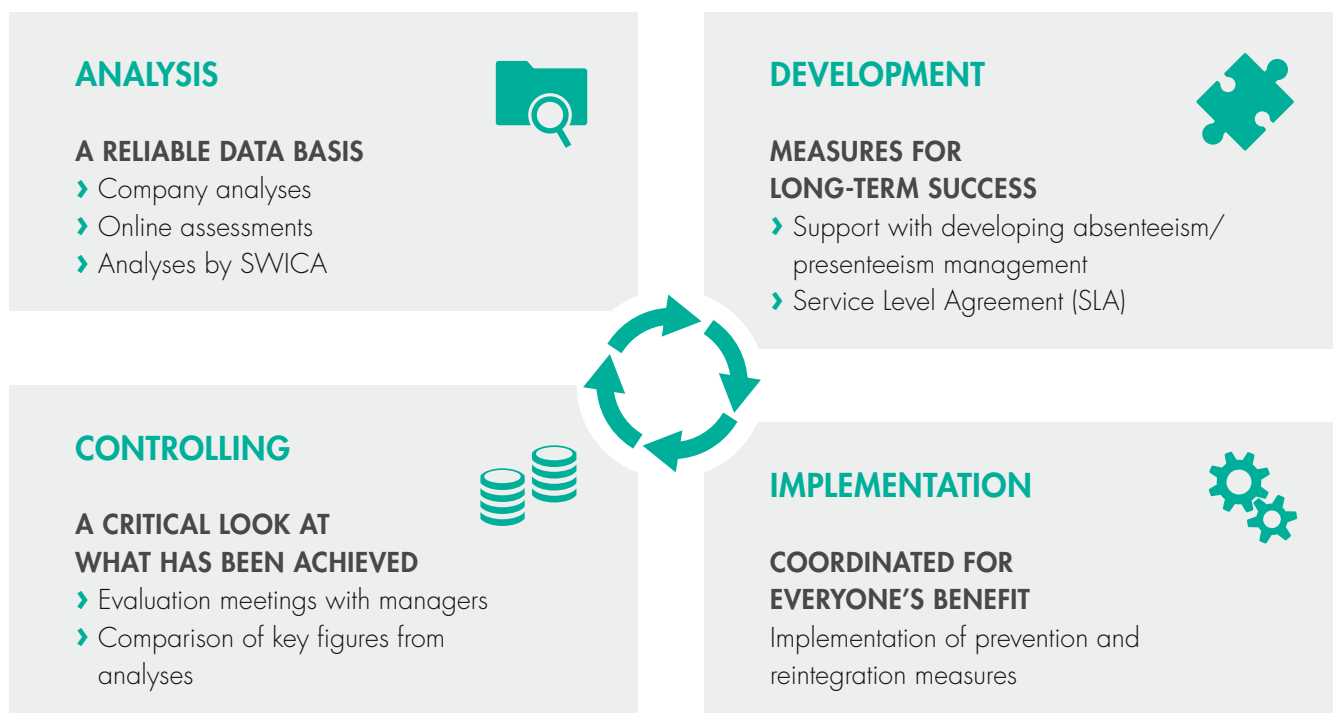 ANALYSIS
A RELIABLE DATA BASIS
› Company analyses
› Online assessments
› Analyses by SWICA
DEVELOPMENT
MEASURES FOR
LONG-TERM SUCCESS
› Support with developing absenteeism/
presenteeism management
› Service Level Agreement (SLA)
CONTROLLING
A CRITICAL LOOK AT
WHAT HAS BEEN ACHIEVED
› Evaluation meetings with managers
› Comparison of key figures from
analyses
IMPLEMENTATION
COORDINATED FOR
EVERYONE’S BENEFIT
Implementation of prevention and
reintegration measures